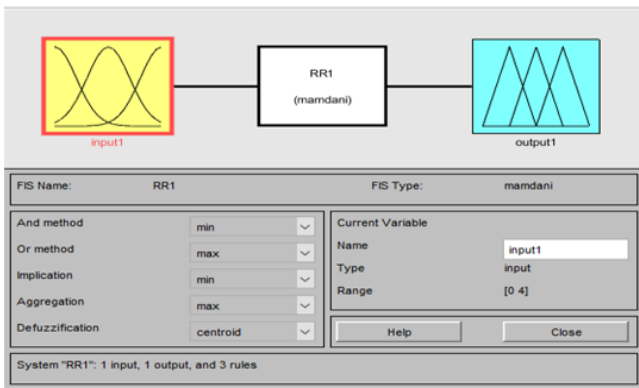 RR1
(mamdani)
input1
output1
FIS Name: RR1 FIS Type: mamdani
And method min
Or method max
Implication min
Aggregation max
Defuzzification centroid
Current Variable
Name input1
Type input
Range [0 4]
Help Close
System "RR1": 1 input, 1 output, and 3 rules